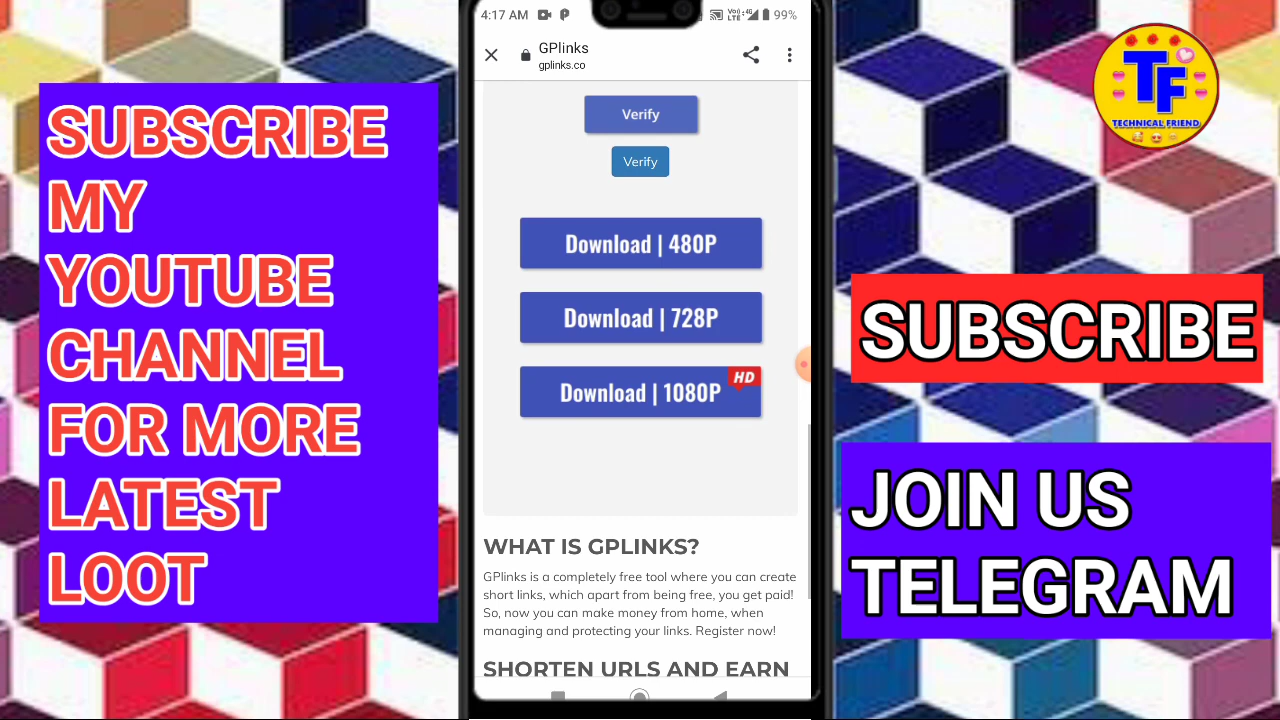 SUBSCRIBE
MY
YOUTUBE
CHANNEL
FOR MORE
LATEST
LOOT
4:17 AM
99%
GPlinks
gplinks.co
Verify
Verify
Download | 480P
Download | 728P
Download | 1080P
HD
WHAT IS GPLINKS?
GPlinks is a completely free tool where you can create
short links, which apart from being free, you get paid!
So, now you can make money from home, when
managing and protecting your links. Register now!
SHORTEN URLS AND EARN
TF
TECHNICAL FRIEND
SUBSCRIBE
JOIN US
TELEGRAM